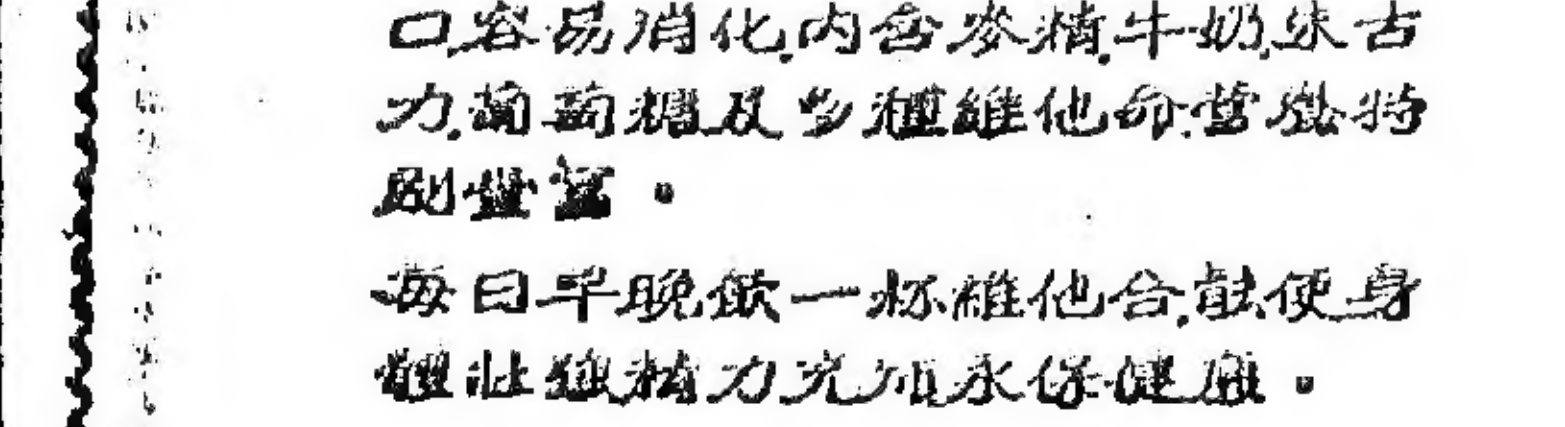 口,容易消化,內含麥精,牛奶,朱古
力,葡萄糖及多種維他命,營養特
別豐富。
每日早晚飲一杯維他合,能使身
體壯強精力充沛永保健康。